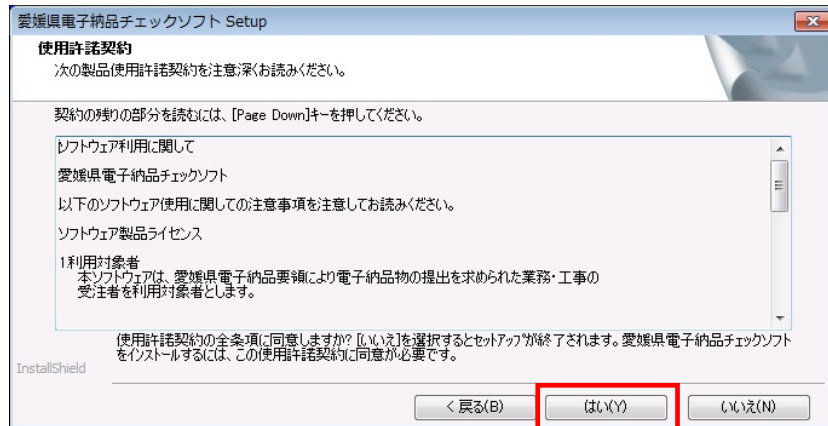 愛媛県電子納品チェックソフト Setup
使用許諾契約
次の製品使用許諾契約を注意深くお読みください。
契約の残りの部分を読むには、[Page Down]キーを押してください。
ソフトウェア利用に関して
愛媛県電子納品チェックソフト
以下のソフトウェア使用に関しての注意事項を注意してお読みください。
ソフトウェア製品ライセンス
1利用対象者
本ソフトウェアは、愛媛県電子納品要領により電子納品物の提出を求められた業務・工事の
受注者を利用対象者とします。
使用許諾契約の全条項に同意しますか? [いいえ]を選択するとセットアップが終了されます。愛媛県電子納品チェックソフト
をインストールするには、この使用許諾契約に同意が必要です。
InstallShield
< 戻る(B)
はい(Y)
いいえ(N)